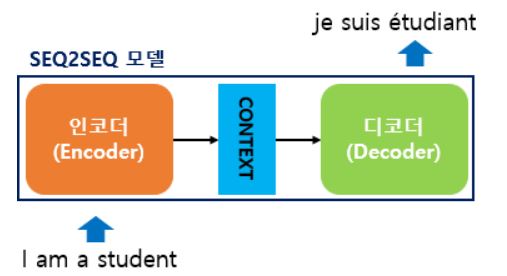 je suis étudiant
SEQ2SEQ 모델
인코더
(Encoder)
CONTEXT
디코더
(Decoder)
I am a student